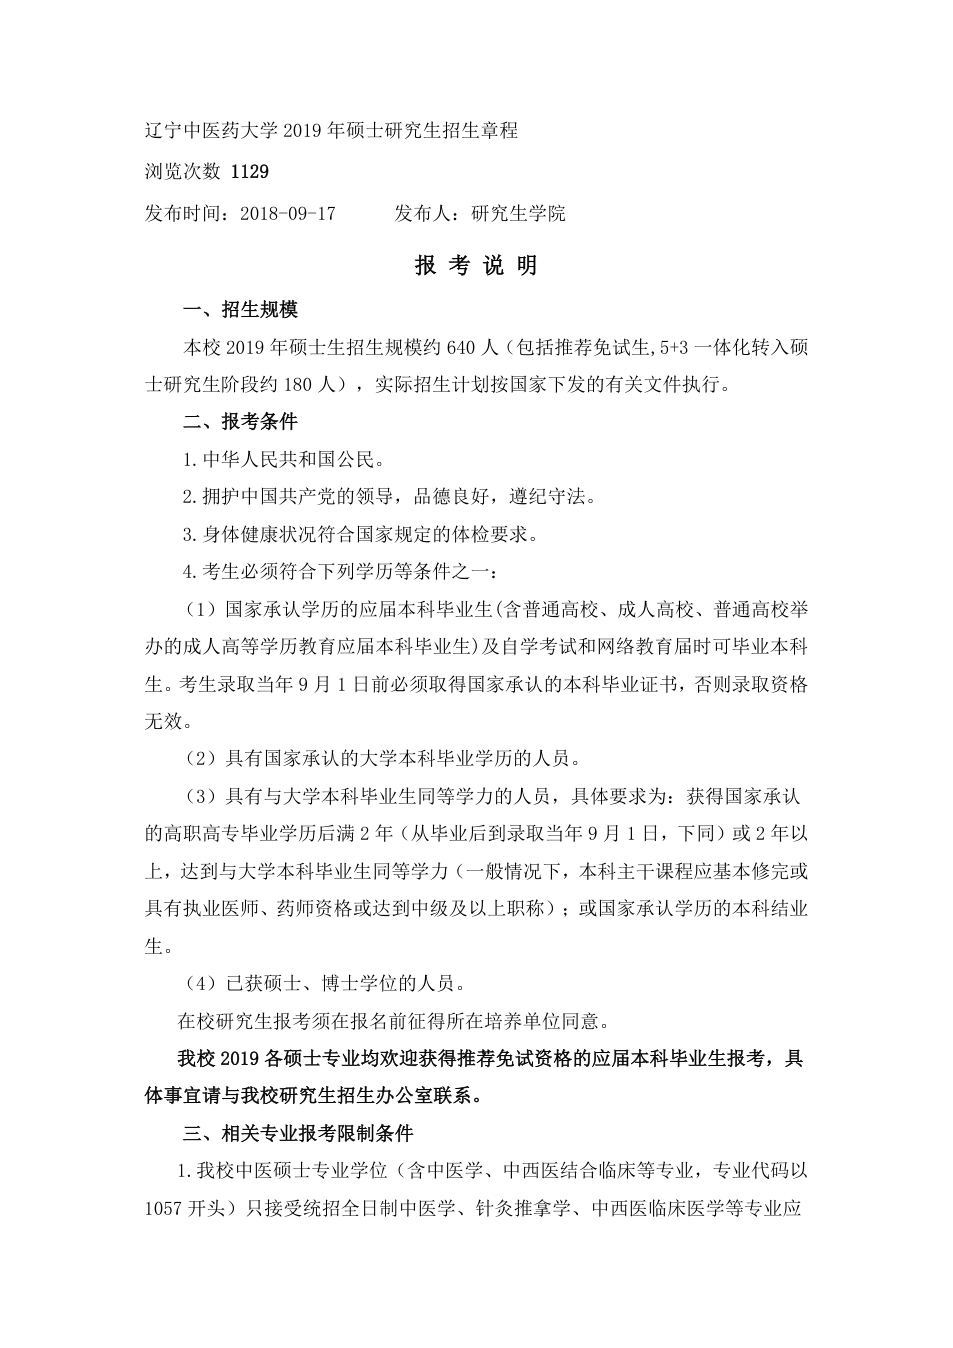 辽宁中医药大学 2019 年硕士研究生招生章程
浏览次数 1129
发布时间：2018-09-17 发布人：研究生学院
报 考 说 明
一、招生规模
本校 2019 年硕士生招生规模约 640 人（包括推荐免试生,5+3 一体化转入硕
士研究生阶段约 180 人），实际招生计划按国家下发的有关文件执行。
二、报考条件
1.中华人民共和国公民。
2.拥护中国共产党的领导，品德良好，遵纪守法。
3.身体健康状况符合国家规定的体检要求。
4.考生必须符合下列学历等条件之一：
（1）国家承认学历的应届本科毕业生(含普通高校、成人高校、普通高校举
办的成人高等学历教育应届本科毕业生)及自学考试和网络教育届时可毕业本科
生。考生录取当年 9 月 1 日前必须取得国家承认的本科毕业证书，否则录取资格
无效。
（2）具有国家承认的大学本科毕业学历的人员。
（3）具有与大学本科毕业生同等学力的人员，具体要求为：获得国家承认
的高职高专毕业学历后满 2 年（从毕业后到录取当年 9 月 1 日，下同）或 2 年以
上，达到与大学本科毕业生同等学力（一般情况下，本科主干课程应基本修完或
具有执业医师、药师资格或达到中级及以上职称）；或国家承认学历的本科结业
生。
（4）已获硕士、博士学位的人员。
在校研究生报考须在报名前征得所在培养单位同意。
我校 2019 各硕士专业均欢迎获得推荐免试资格的应届本科毕业生报考，具
体事宜请与我校研究生招生办公室联系。
三、相关专业报考限制条件
1.我校中医硕士专业学位（含中医学、中西医结合临床等专业，专业代码以
1057 开头）只接受统招全日制中医学、针灸推拿学、中西医临床医学等专业应